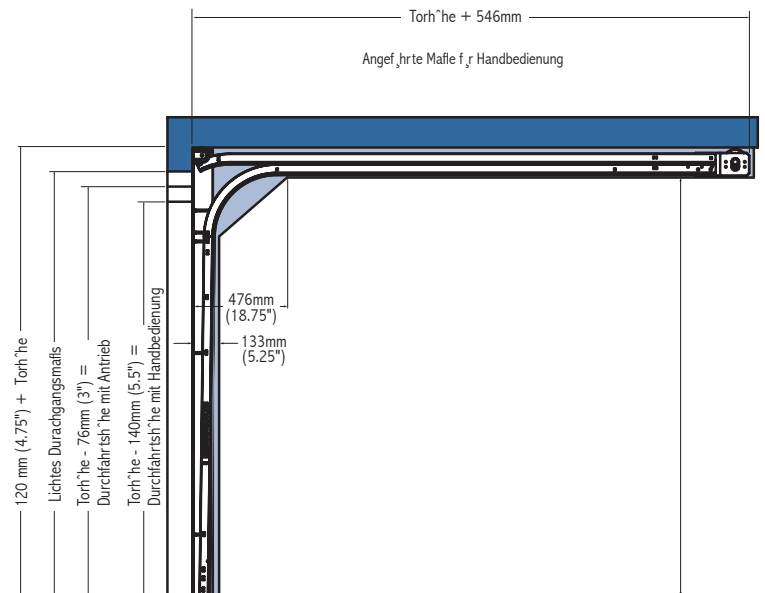 Torhˆhe + 546mm
Angef¸hrte Mafle f¸r Handbedienung
476mm
(18.75")
133mm
(5.25")
120 mm (4.75") + Torhˆhe
Lichtes Durachgangsmafls
Torhˆhe - 76mm (3") =
Durchfahrtshˆhe mit Antrieb
Torhˆhe - 140mm (5.5") =
Durchfahrtshˆhe mit Handbedienung